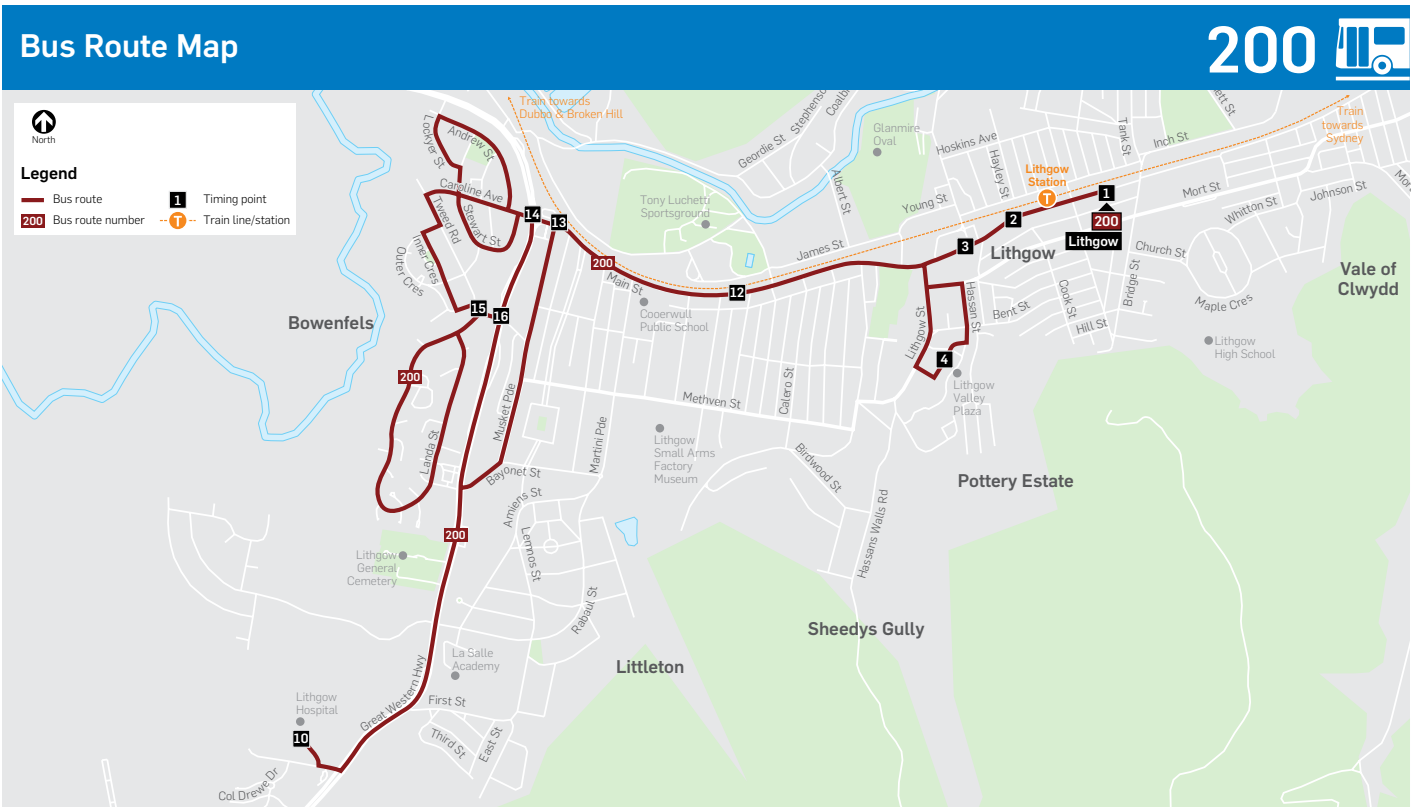 Bus Route Map
200
North
Legend
Bus route
1
Timing point
200
Bus route number
T
Train line/station
Train towards
Dubbo & Broken Hill
Train
towards
Sydney
Lockyer St
Andrew St
Caroline Ave
Tweed Rd
Stewart St
Inner Cres
Outer Cres
14
13
200
15
16
Bowenfels
200
Landa St
Musket Pde
Bayonet St
Amiens St
Lemnos St
Martini Pde
Rabaul St
200
Lithgow
General
Cemetery
La Salle
Academy
First St
Third St
East St
Great Western Hwy
Lithgow
Hospital
10
Col Drewe Dr
Main St
Cooerwull
Public School
12
Tony Luchetti
Sportsground
Geordie St
Glanmire
Oval
Albert St
James St
Young St
Hoskins Ave
Hayley St
Lithgow
Station
T
Tank St
Inch St
1
200
Lithgow
2
3
Lithgow
Mort St
Whitton St
Johnson St
Church St
Bridge St
Maple Cres
Cook St
Hill St
Bent St
Hassan St
Lithgow St
4
Lithgow
Valley
Plaza
Lithgow
High School
Vale of
Clwydd
Methven St
Calero St
Lithgow
Small Arms
Factory
Museum
Birdwood St
Hassans Walls Rd
Pottery Estate
Sheedys Gully
Littleton